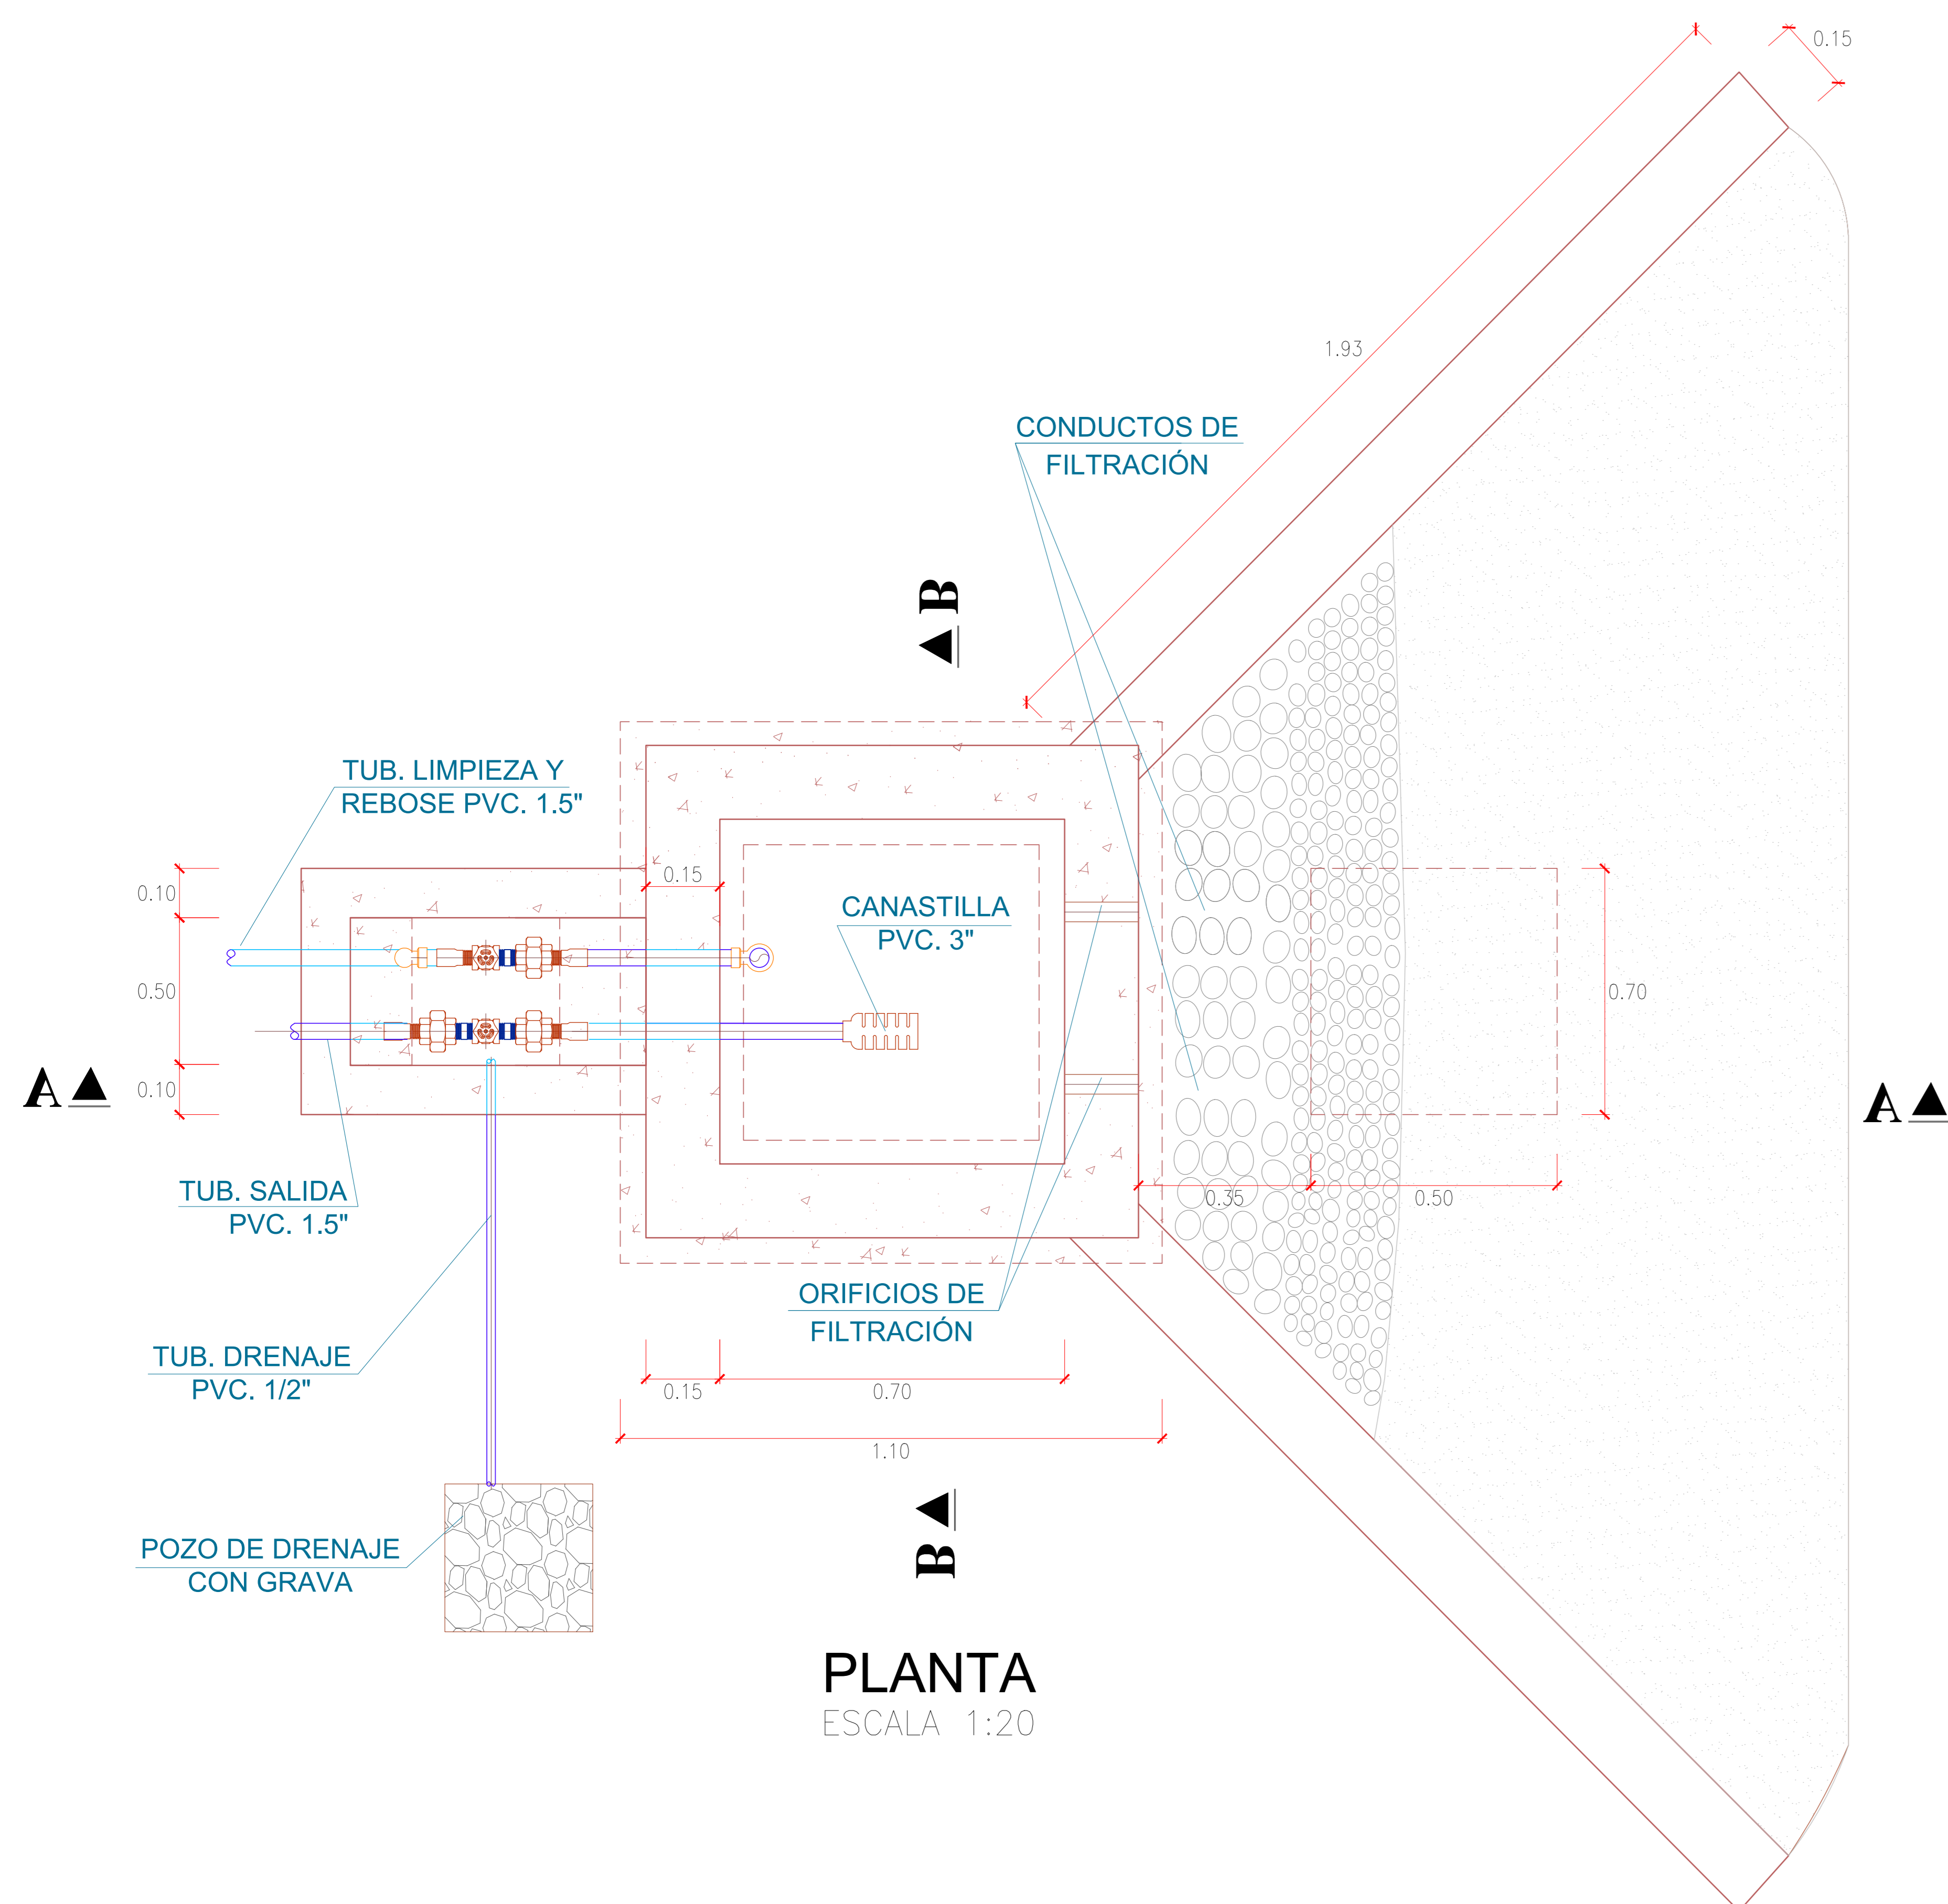 0.15
1.93
CONDUCTOS DE
FILTRACIÓN
B
TUB. LIMPIEZA Y
REBOSE PVC. 1.5"
0.10
0.15
CANASTILLA
PVC. 3"
0.50
0.70
0.10
A
A
TUB. SALIDA
PVC. 1.5"
0.35
0.50
ORIFICIOS DE
FILTRACIÓN
TUB. DRENAJE
PVC. 1/2"
0.15
0.70
1.10
B
POZO DE DRENAJE
CON GRAVA
PLANTA
ESCALA 1:20